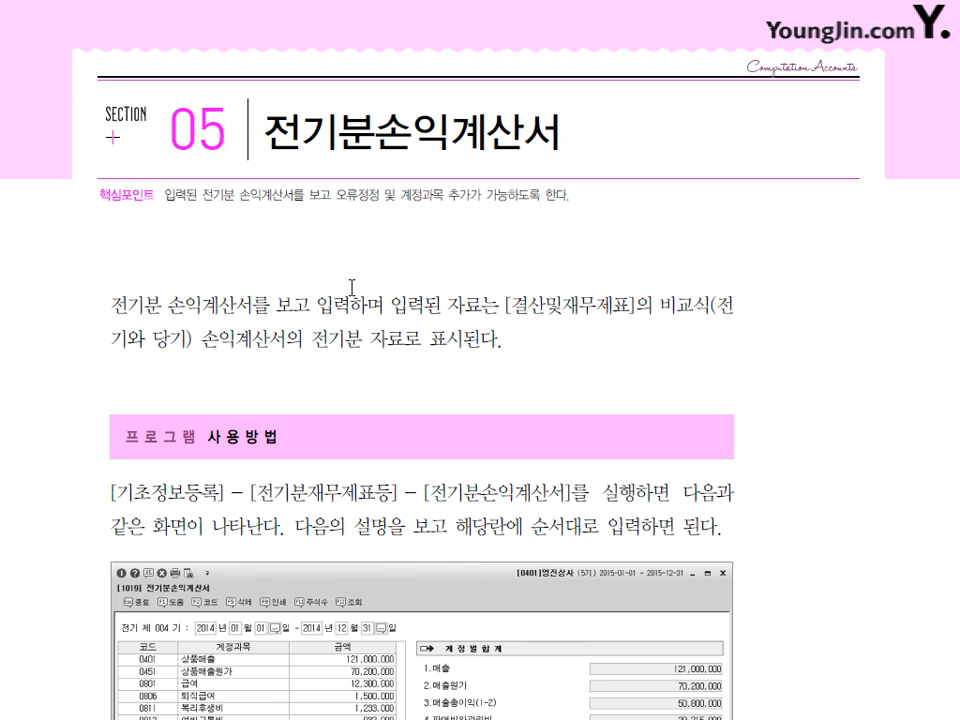 YoungJin.com Y.
Computation Accounts
SECTION
05 전기분손익계산서
핵심포인트 입력된 전기분 손익계산서를 보고 오류정정 및 계정과목 추가가 가능하도록 한다.
전기분 손익계산서를 보고 입력하며 입력된 자료는 [결산및재무제표]의 비교식(전
기와 당기) 손익계산서의 전기분 자료로 표시된다.
프로그램 사용방법
[기초정보등록] – [전기분재무제표등] – [전기분손익계산서]를 실행하면 다음과
같은 화면이 나타난다. 다음의 설명을 보고 해당란에 순서대로 입력하면 된다.
[0401]영진상사 (5기) 2015-01-01 ~ 2015-12-31
[1019] 전기분손익계산서
종료 F1 도움 F2 코드 F5 삭제 F9 인쇄 F11 주식수 F12 조회
전기 제 004 기 : 2014 년 01 월 01 일 ~ 2014 년 12 월 31 일
코드 계정과목 금액
계 정 별 합 계
0401 상품매출 121,000,000
1.매출 121,000,000
0451 상품매출원가 70,200,000
0801 급여 12,300,000
2.매출원가 70,200,000
0806 퇴직급여 1,500,000
3.매출총이익(1-2) 50,800,000
0811 복리후생비 1,233,000